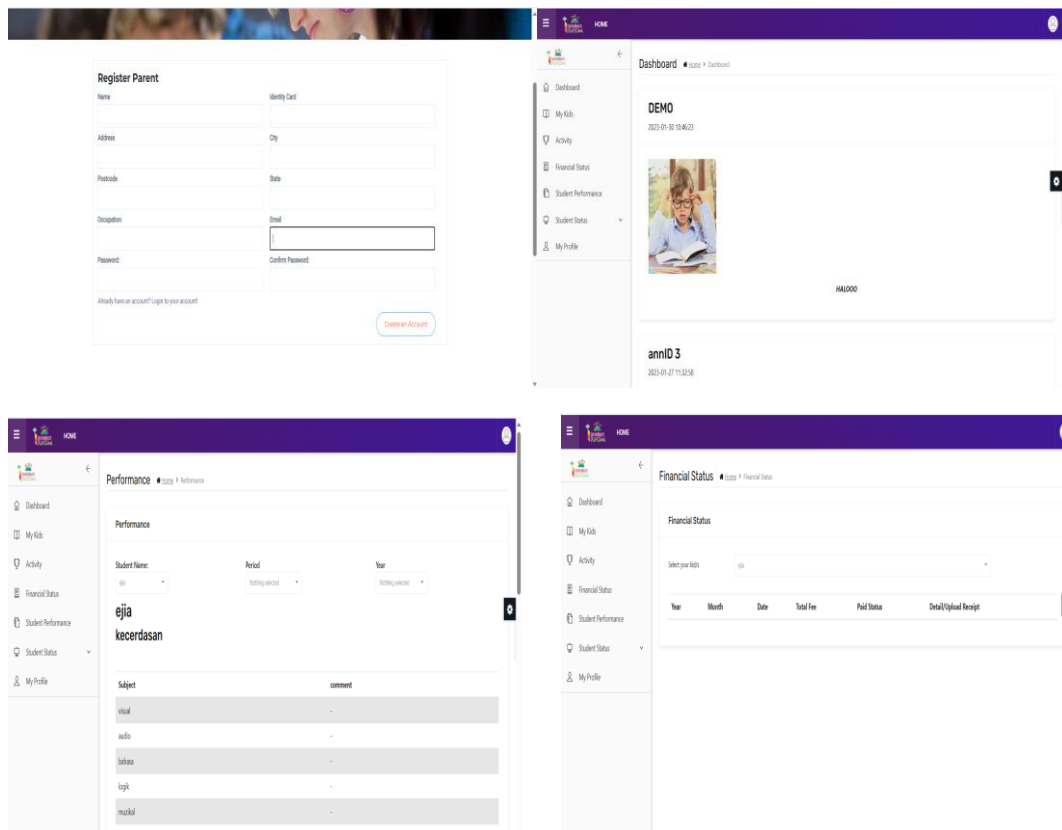 Register Parent
Name Identity Card
Address City
Postcode State
Occupation Email
Password: Confirm Password:
Already have an account? Login to your account!
Create an Account
HOME
Dashboard Home > Dashboard
Dashboard
My Kids
Activity
Financial Status
Student Performance
Student Status
My Profile
DEMO
2023-01-30 10:46:23
HALOOO
annID 3
2023-01-27 11:32:58
HOME
Performance Home > Performance
Dashboard
My Kids
Activity
Financial Status
Student Performance
Student Status
My Profile
Performance
Student Name: Period Year
ejia Nothing selected Nothing selected
ejia
kecerdasan
Subject comment
visual -
audio -
bahasa -
logik -
muzikal -
HOME
Financial Status Home > Financial Status
Dashboard
My Kids
Activity
Financial Status
Student Performance
Student Status
My Profile
Financial Status
Select your kid/s ejia
Year Month Date Total Fee Paid Status Detail/Upload Receipt